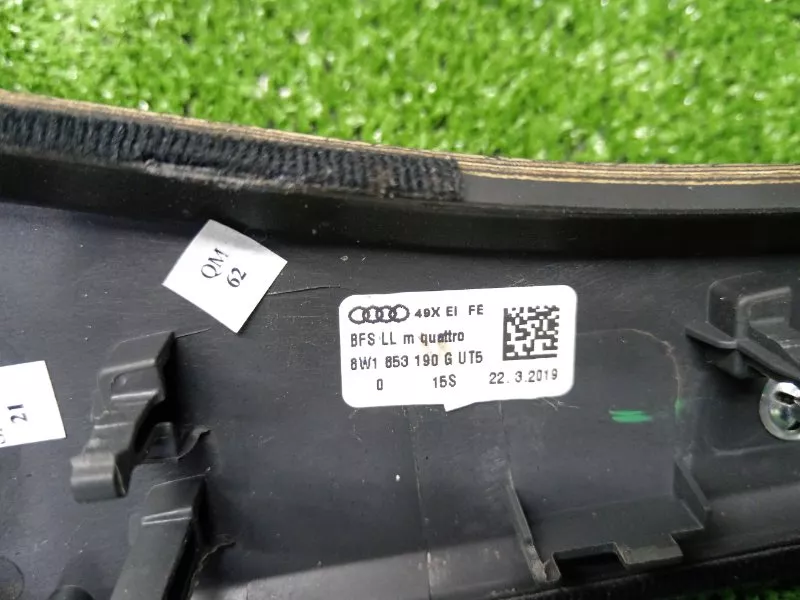 QM
62
49X EI FE
BFS LL m quattro
8W1 853 190 G UT5
0 15S 22.3.2019
21